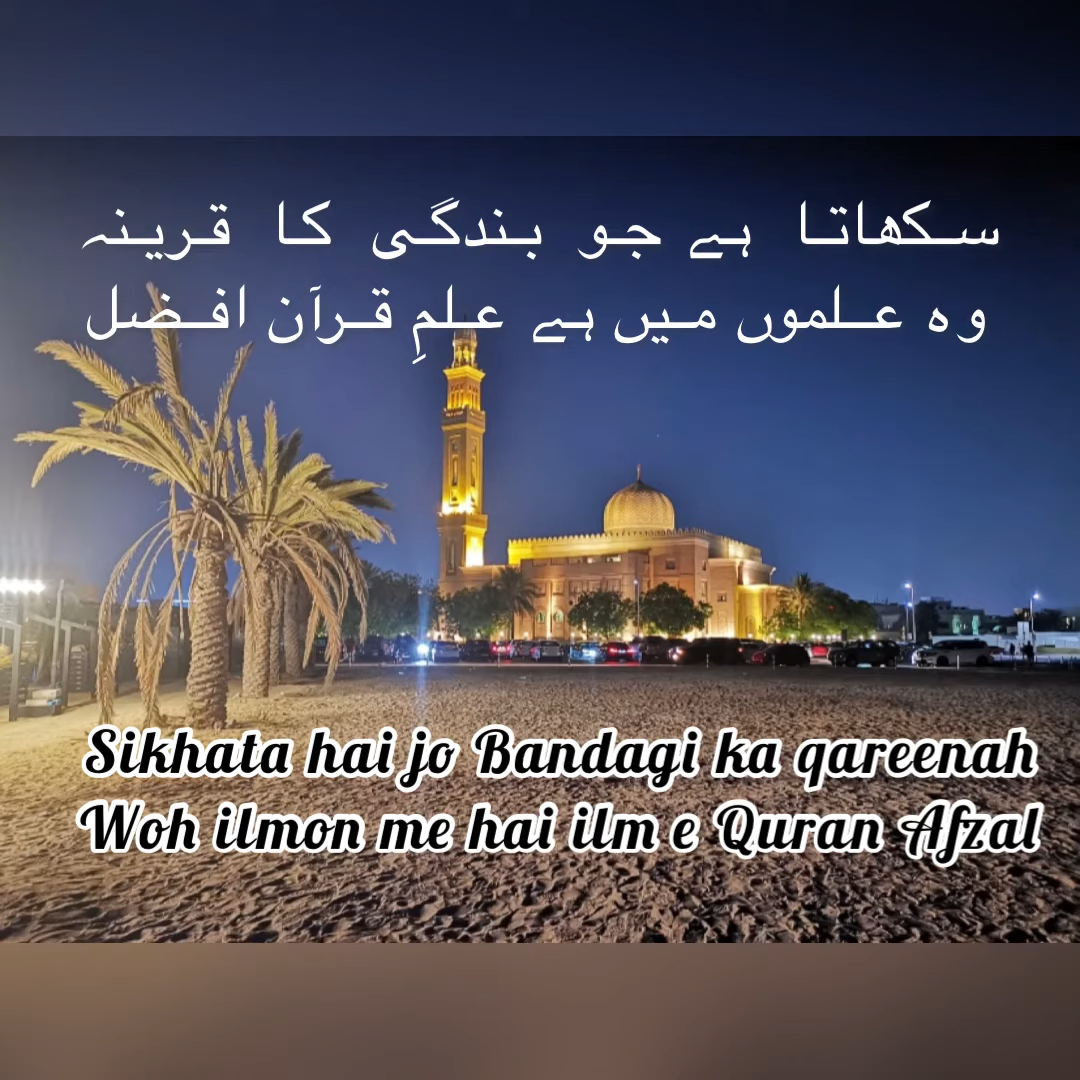 سکھاتا ہے جو بندگی کا قرینہ
وہ علموں میں ہے علمِ قرآن افضل
Sikhata hai jo Bandagi ka qareenah
Woh ilmon me hai ilm e Quran Afzal